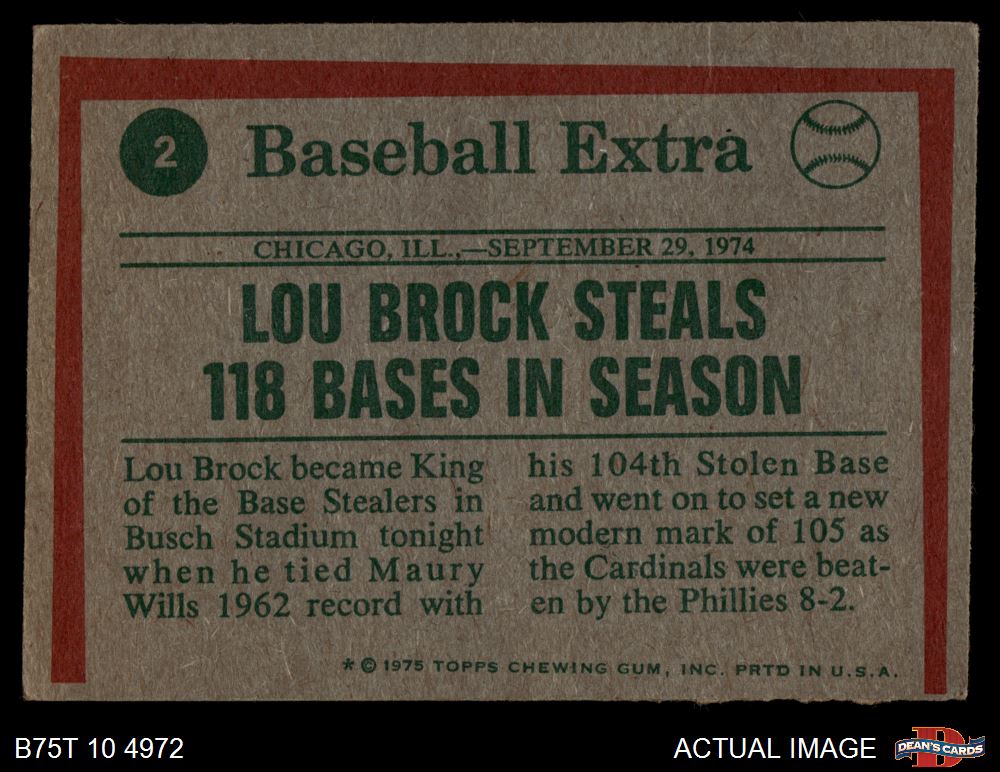 2
Baseball Extra
CHICAGO, ILL.,—SEPTEMBER 29, 1974
LOU BROCK STEALS
118 BASES IN SEASON
Lou Brock became King
of the Base Stealers in
Busch Stadium tonight
when he tied Maury
Wills 1962 record with
his 104th Stolen Base
and went on to set a new
modern mark of 105 as
the Cardinals were beat-
en by the Phillies 8-2.
* © 1975 TOPPS CHEWING GUM, INC. PRTD IN U.S.A.
B75T 10 4972
ACTUAL IMAGE
D
DEAN'S CARDS